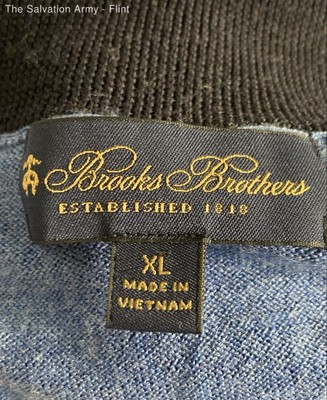 The Salvation Army - Flint
Brooks Brothers
ESTABLISHED 1818
XL
MADE IN
VIETNAM